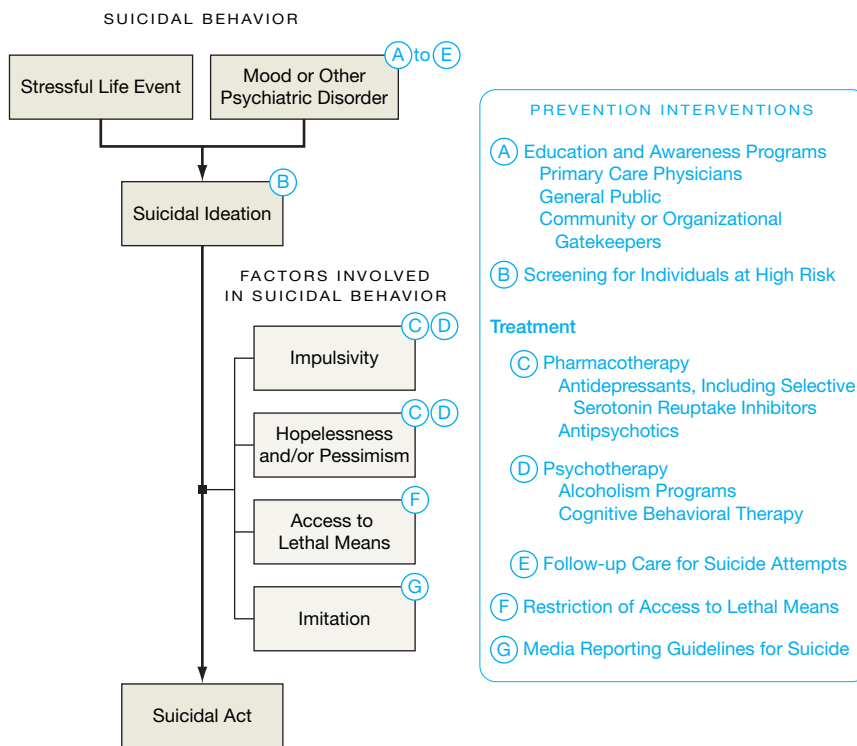 SUICIDAL BEHAVIOR
Stressful Life Event
Mood or Other
Psychiatric Disorder
A to E
Suicidal Ideation
B
FACTORS INVOLVED
IN SUICIDAL BEHAVIOR
Impulsivity
C D
Hopelessness
and/or Pessimism
C D
Access to
Lethal Means
F
Imitation
G
Suicidal Act
PREVENTION INTERVENTIONS
A Education and Awareness Programs
Primary Care Physicians
General Public
Community or Organizational
Gatekeepers
B Screening for Individuals at High Risk
Treatment
C Pharmacotherapy
Antidepressants, Including Selective
Serotonin Reuptake Inhibitors
Antipsychotics
D Psychotherapy
Alcoholism Programs
Cognitive Behavioral Therapy
E Follow-up Care for Suicide Attempts
F Restriction of Access to Lethal Means
G Media Reporting Guidelines for Suicide